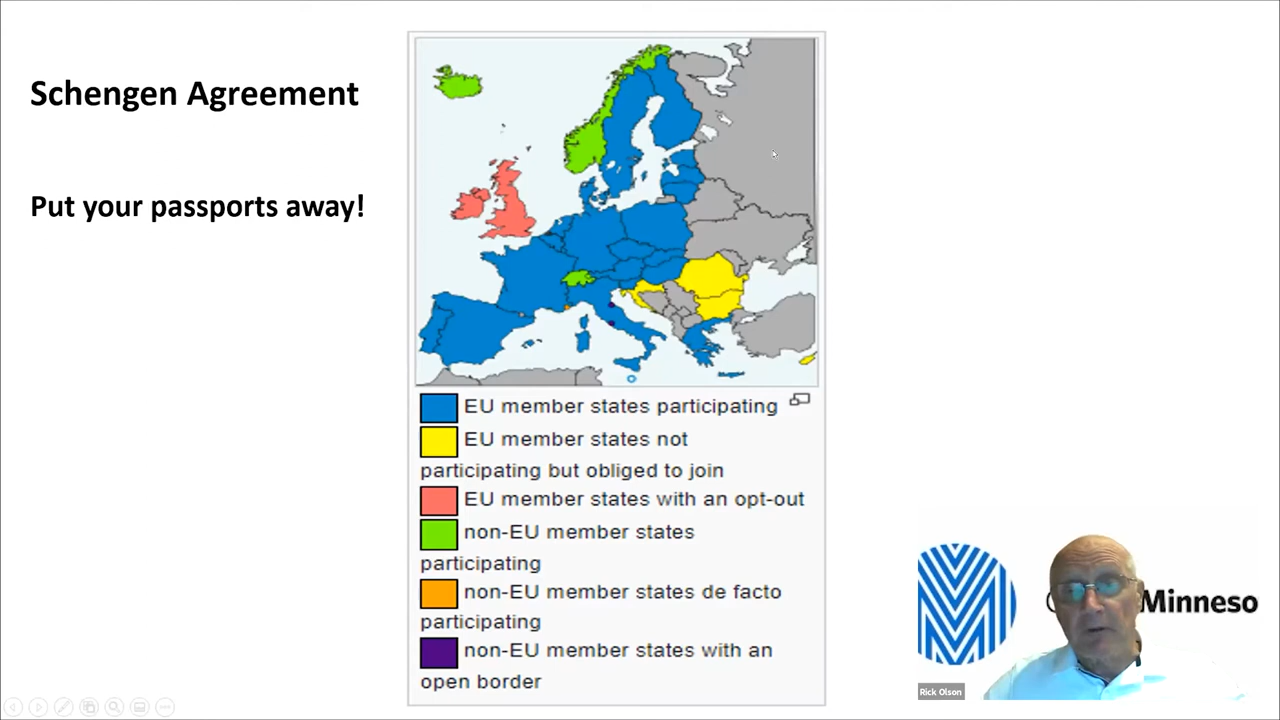 Schengen Agreement
Put your passports away!
EU member states participating
EU member states not
participating but obliged to join
EU member states with an opt-out
non-EU member states
participating
non-EU member states de facto
participating
non-EU member states with an
open border
Minneso
Rick Olson